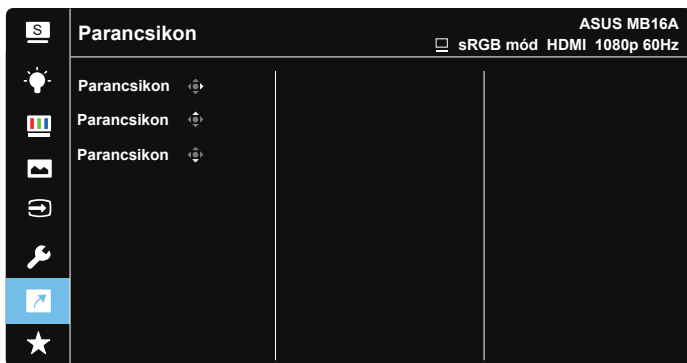 S
Parancsikon
ASUS MB16A
sRGB mód HDMI 1080p 60Hz
Parancsikon
Parancsikon
Parancsikon